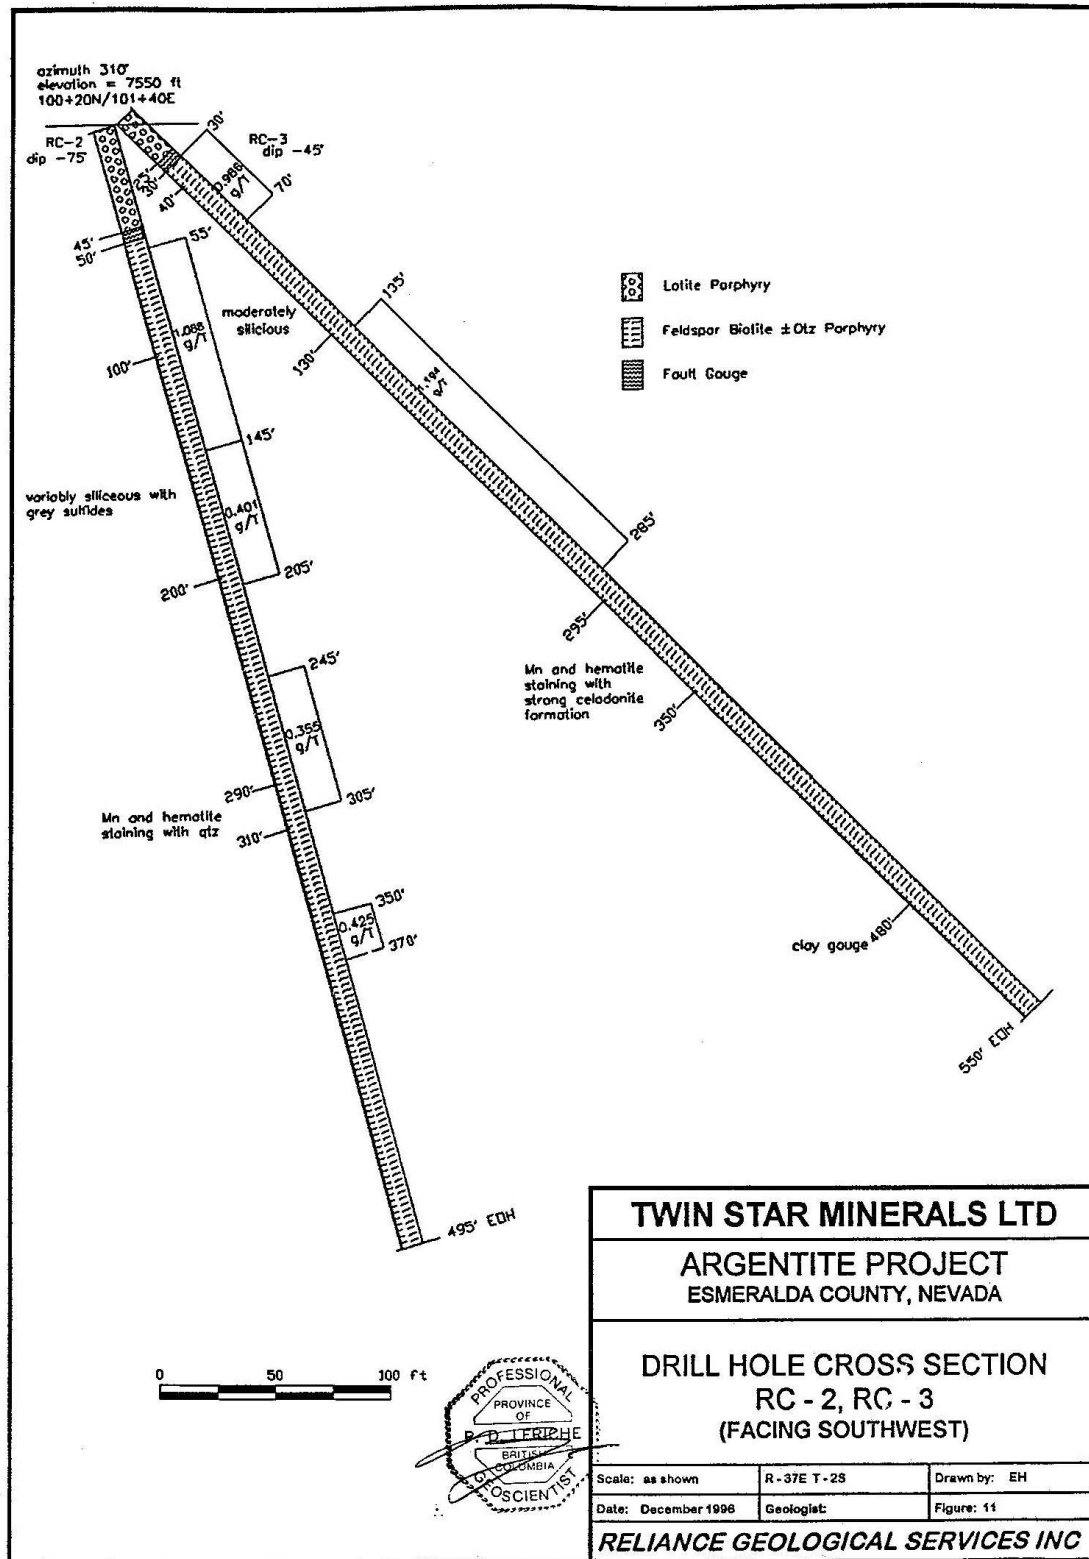 azimuth 310°
elevation = 7550 ft
100+20N/101+40E
RC-2
dip -75°
RC-3
dip -45°
30'
0.986
g/T
70'
25'
30'
40'
45'
50'
55'
1.088
g/T
moderately
silicious
100'
145'
135'
130'
1.194
g/T
285'
295'
Latite Porphyry
Feldspar Biotite ±Qtz Porphyry
Fault Gouge
variably siliceous with
grey sulfides
0.401
g/T
200'
205'
245'
0.355
g/T
290'
305'
310'
Mn and hematite
staining with qtz
Mn and hematite
staining with
strong celadonite
formation
350'
350'
0.425
g/T
370'
clay gouge
480'
550' EOH
495' EOH
0 50 100 ft
PROFESSIONAL
PROVINCE
OF
R. D. LERICHE
BRITISH
COLUMBIA
GEOSCIENTIST
TWIN STAR MINERALS LTD
ARGENTITE PROJECT
ESMERALDA COUNTY, NEVADA
DRILL HOLE CROSS SECTION
RC - 2, RC - 3
(FACING SOUTHWEST)
Scale: as shown
R - 37E T - 2S
Drawn by: EH
Date: December 1996
Geologist:
Figure: 11
RELIANCE GEOLOGICAL SERVICES INC